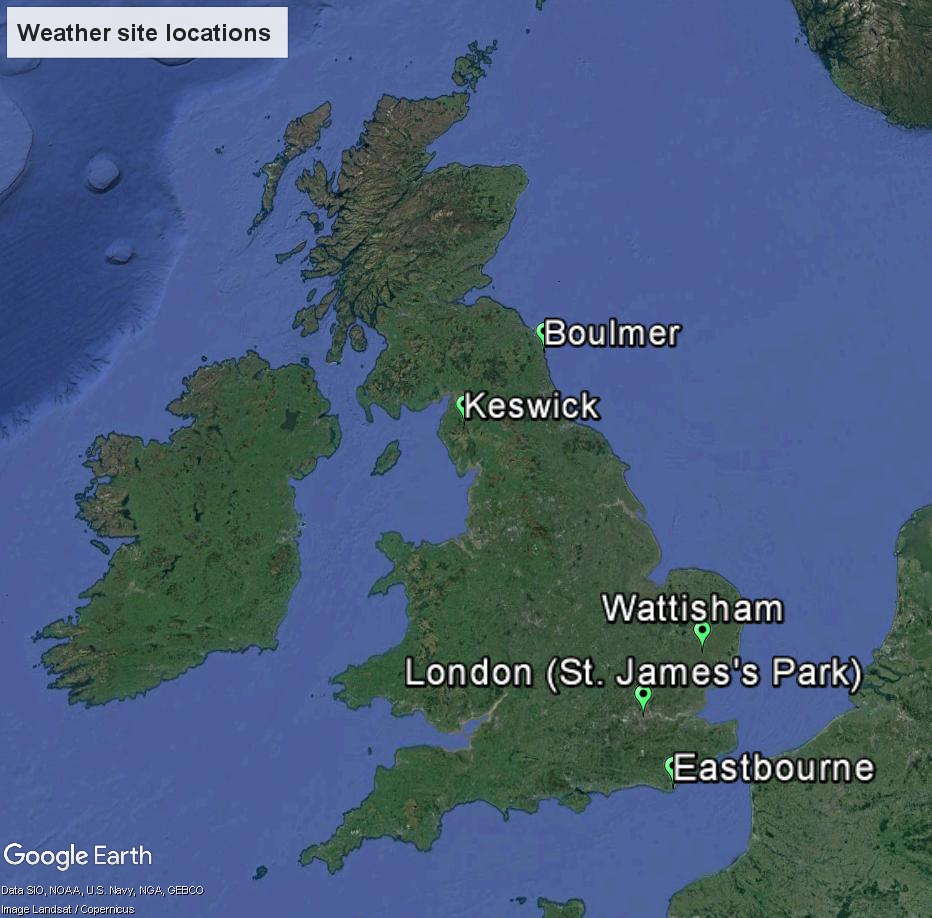 Weather site locations
Boulmer
Keswick
Wattisham
London (St. James's Park)
Eastbourne
Google Earth
Data SIO, NOAA, U.S. Navy, NGA, GEBCO
Image Landsat / Copernicus